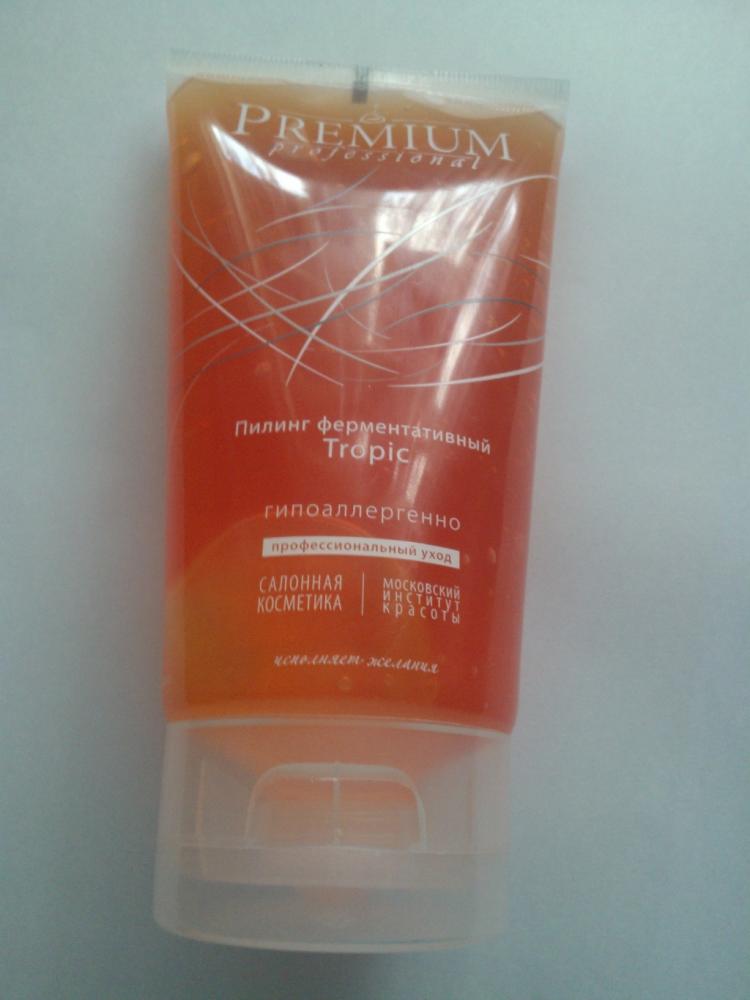 PREMIUM
professional
Пилинг ферментативный
Tropic
гипоаллергенно
профессиональный уход
САЛОННАЯ
КОСМЕТИКА
МОСКОВСКИЙ
ИНСТИТУТ
красоты
исполняет желания